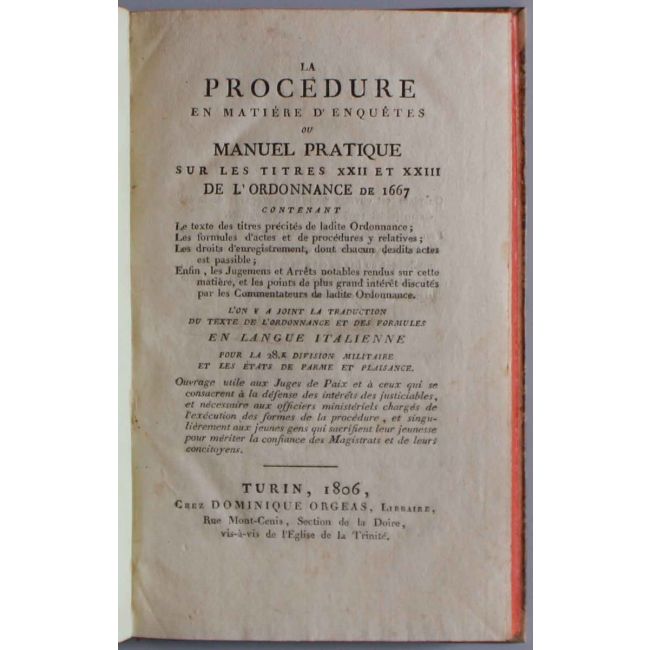 LA
PROCÉDURE
EN MATIÉRE D'ENQUÊTES
OU
MANUEL PRATIQUE
SUR LES TITRES XXII ET XXIII
DE L'ORDONNANCE DE 1667
CONTENANT
Le texte des titres précités de ladite Ordonnance;
Les formules d'actes et de procédures y relatives;
Les droits d'enregistrement, dont chacun desdits actes
est passible;
Enfin, les Jugemens et Arrêts notables rendus sur cette
matière, et les points de plus grand intérêt discutés
par les Commentateurs de ladite Ordonnance.
L'ON Y A JOINT LA TRADUCTION
DU TEXTE DE L'ORDONNANCE ET DES FORMULES
EN LANGUE ITALIENNE
POUR LA 28.e DIVISION MILITAIRE
ET LES ÉTATS DE PARME ET PLAISANCE.
Ouvrage utile aux Juges de Paix et à ceux qui se
consacrent à la défense des intérêts des justiciables,
et nécessaire aux officiers ministériels chargés de
l'exécution des formes de la procédure, et singu-
lièrement aux jeunes gens qui sacrifient leur jeunesse
pour mériter la confiance des Magistrats et de leurs
concitoyens.
TURIN, 1806,
CHEZ DOMINIQUE ORGEAS, LIBRAIRE,
Rue Mont-Cenis, Section de la Doire,
vis-à-vis de l'Eglise de la Trinité.